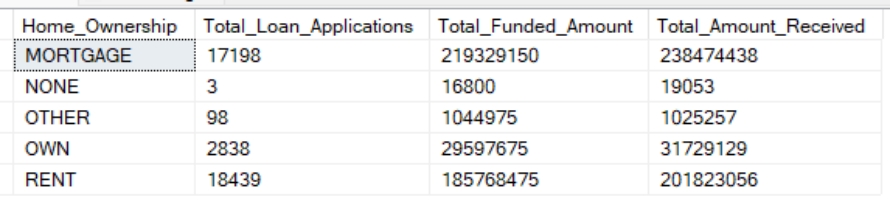 Home_Ownership Total_Loan_Applications Total_Funded_Amount Total_Amount_Received
MORTGAGE 17198 219329150 238474438
NONE 3 16800 19053
OTHER 98 1044975 1025257
OWN 2838 29597675 31729129
RENT 18439 185768475 201823056